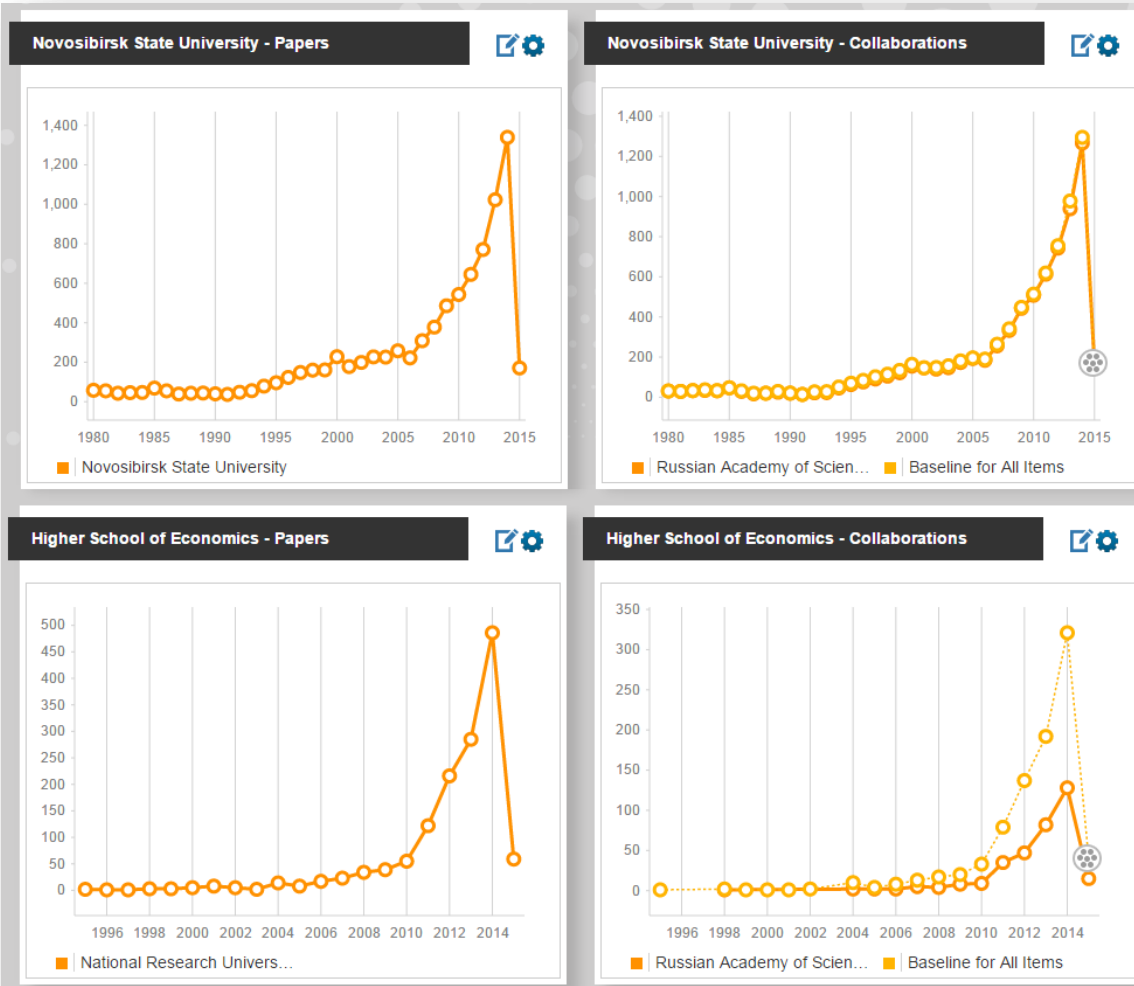 Novosibirsk State University - Papers
1,400
1,200
1,000
800
600
400
200
0
1980 1985 1990 1995 2000 2005 2010 2015
Novosibirsk State University
Novosibirsk State University - Collaborations
1,400
1,200
1,000
800
600
400
200
0
1980 1985 1990 1995 2000 2005 2010 2015
Russian Academy of Scien... Baseline for All Items
Higher School of Economics - Papers
500
450
400
350
300
250
200
150
100
50
0
1996 1998 2000 2002 2004 2006 2008 2010 2012 2014
National Research Univers...
Higher School of Economics - Collaborations
350
300
250
200
150
100
50
0
1996 1998 2000 2002 2004 2006 2008 2010 2012 2014
Russian Academy of Scien... Baseline for All Items